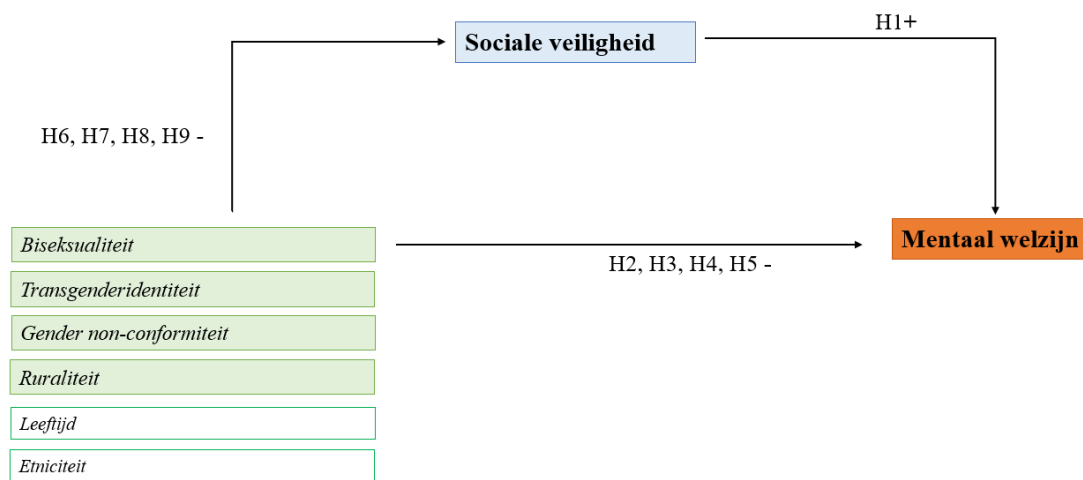 H1+
Sociale veiligheid
H6, H7, H8, H9 -
Biseksualiteit
Mentaal welzijn
H2, H3, H4, H5 -
Transgenderidentiteit
Gender non-conformiteit
Ruraliteit
Leeftijd
Etniciteit